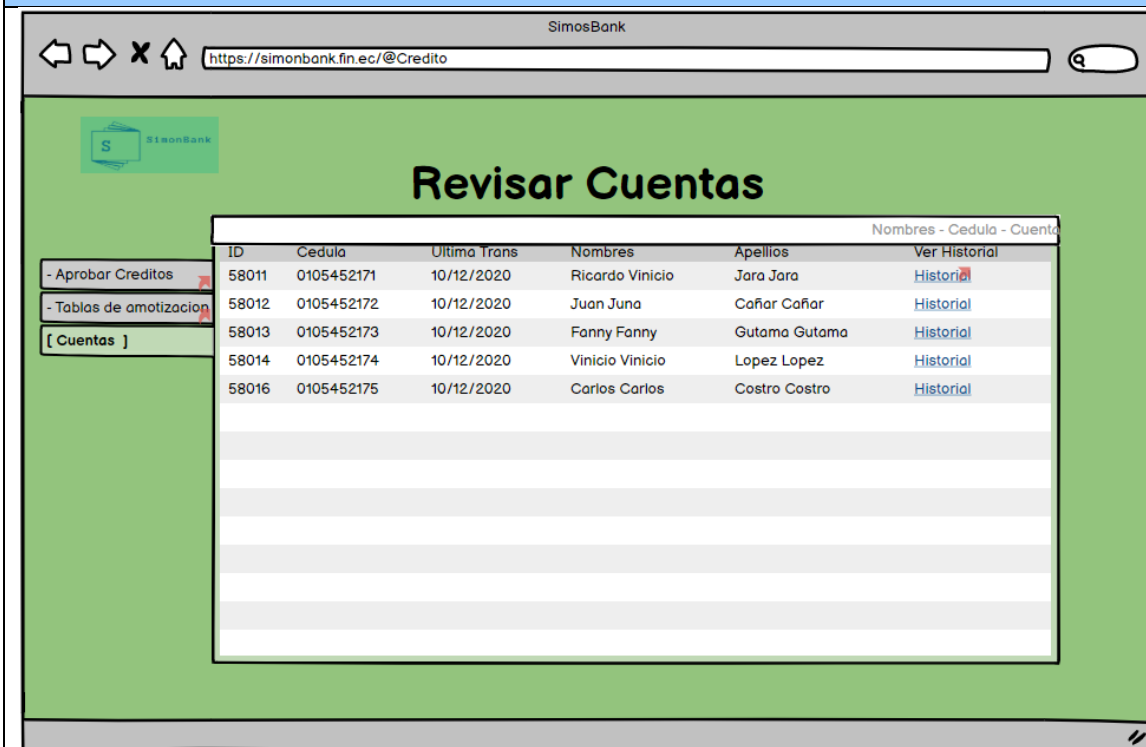 SimosBank
https://simonbank.fin.ec/@Credito
S SimonBank
Revisar Cuentas
Nombres - Cedula - Cuenta
ID Cedula Ultima Trans Nombres Apellios Ver Historial
- Aprobar Creditos
- Tablas de amotizacion
[ Cuentas ]
58011 0105452171 10/12/2020 Ricardo Vinicio Jara Jara Historial
58012 0105452172 10/12/2020 Juan Juna Cañar Cañar Historial
58013 0105452173 10/12/2020 Fanny Fanny Gutama Gutama Historial
58014 0105452174 10/12/2020 Vinicio Vinicio Lopez Lopez Historial
58016 0105452175 10/12/2020 Carlos Carlos Costro Costro Historial